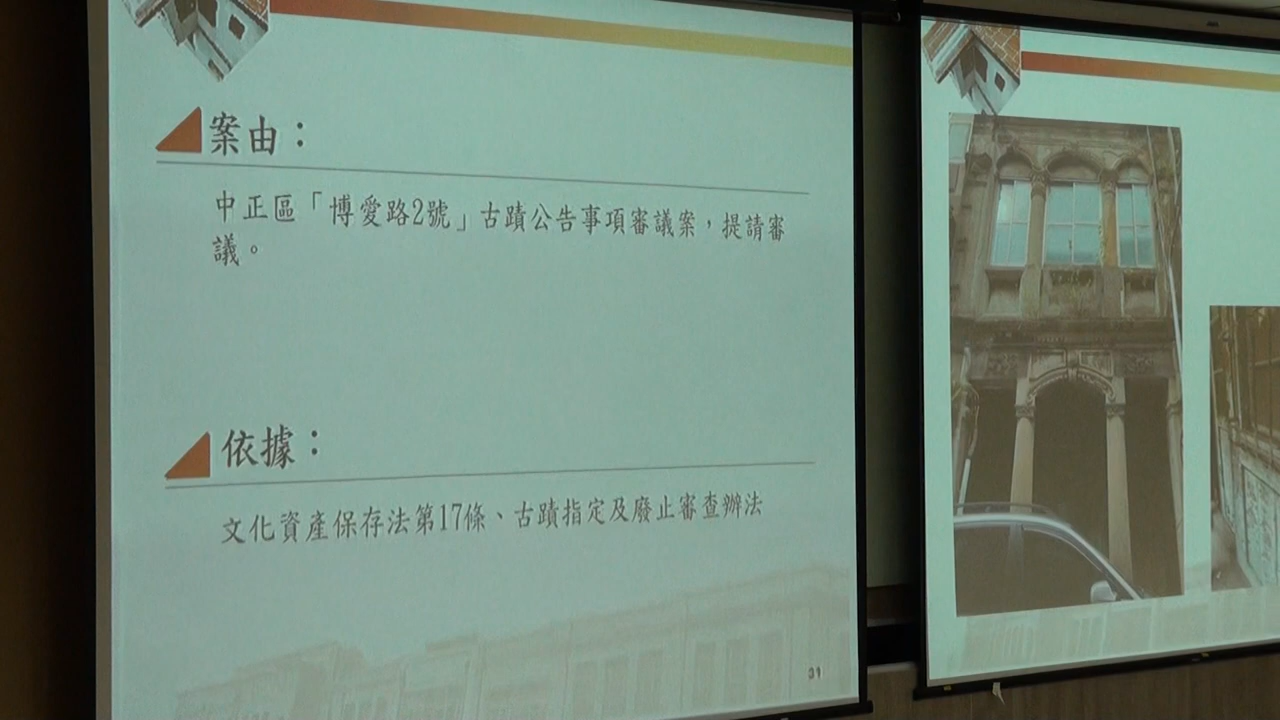 案由：
中正區「博愛路2號」古蹟公告事項審議案，提請審
議。
依據：
文化資產保存法第17條、古蹟指定及廢止審查辦法
31